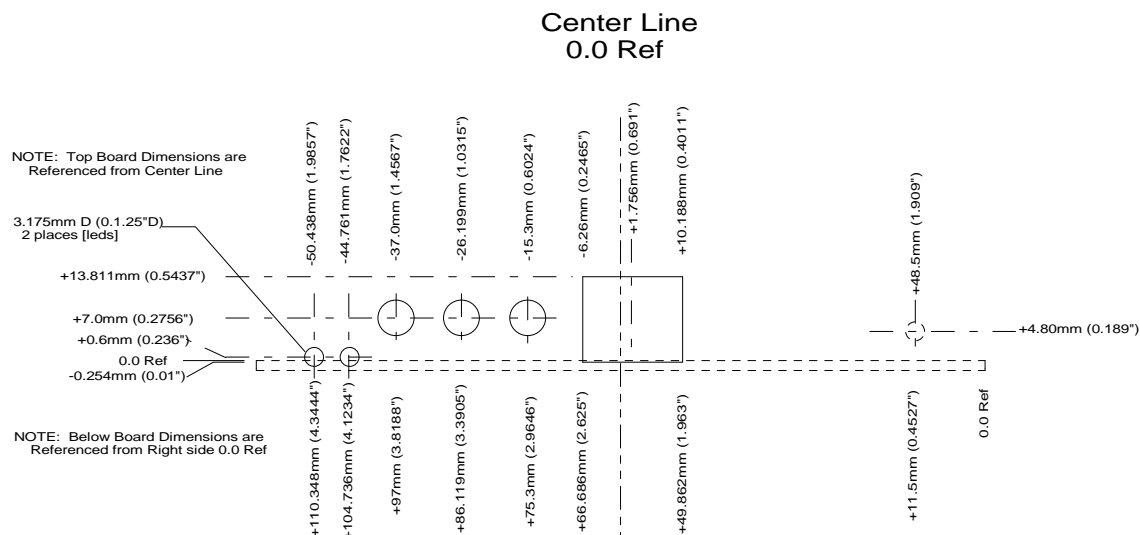 Center Line
0.0 Ref
-50.438mm (1.9857")
-44.761mm (1.7622")
-37.0mm (1.4567")
-26.199mm (1.0315")
-15.3mm (0.6024")
-6.26mm (0.2465")
+1.756mm (0.691")
+10.188mm (0.4011")
+48.5mm (1.909")
NOTE: Top Board Dimensions are
Referenced from Center Line
3.175mm D (0.1.25"D)
2 places [leds]
+13.811mm (0.5437")
+7.0mm (0.2756")
+0.6mm (0.236")
0.0 Ref
-0.254mm (0.01")
+4.80mm (0.189")
NOTE: Below Board Dimensions are
Referenced from Right side 0.0 Ref
+110.348mm (4.3444")
+104.736mm (4.1234")
+97mm (3.8188")
+86.119mm (3.3905")
+75.3mm (2.9646")
+66.686mm (2.625")
+49.862mm (1.963")
+11.5mm (0.4527")
0.0 Ref